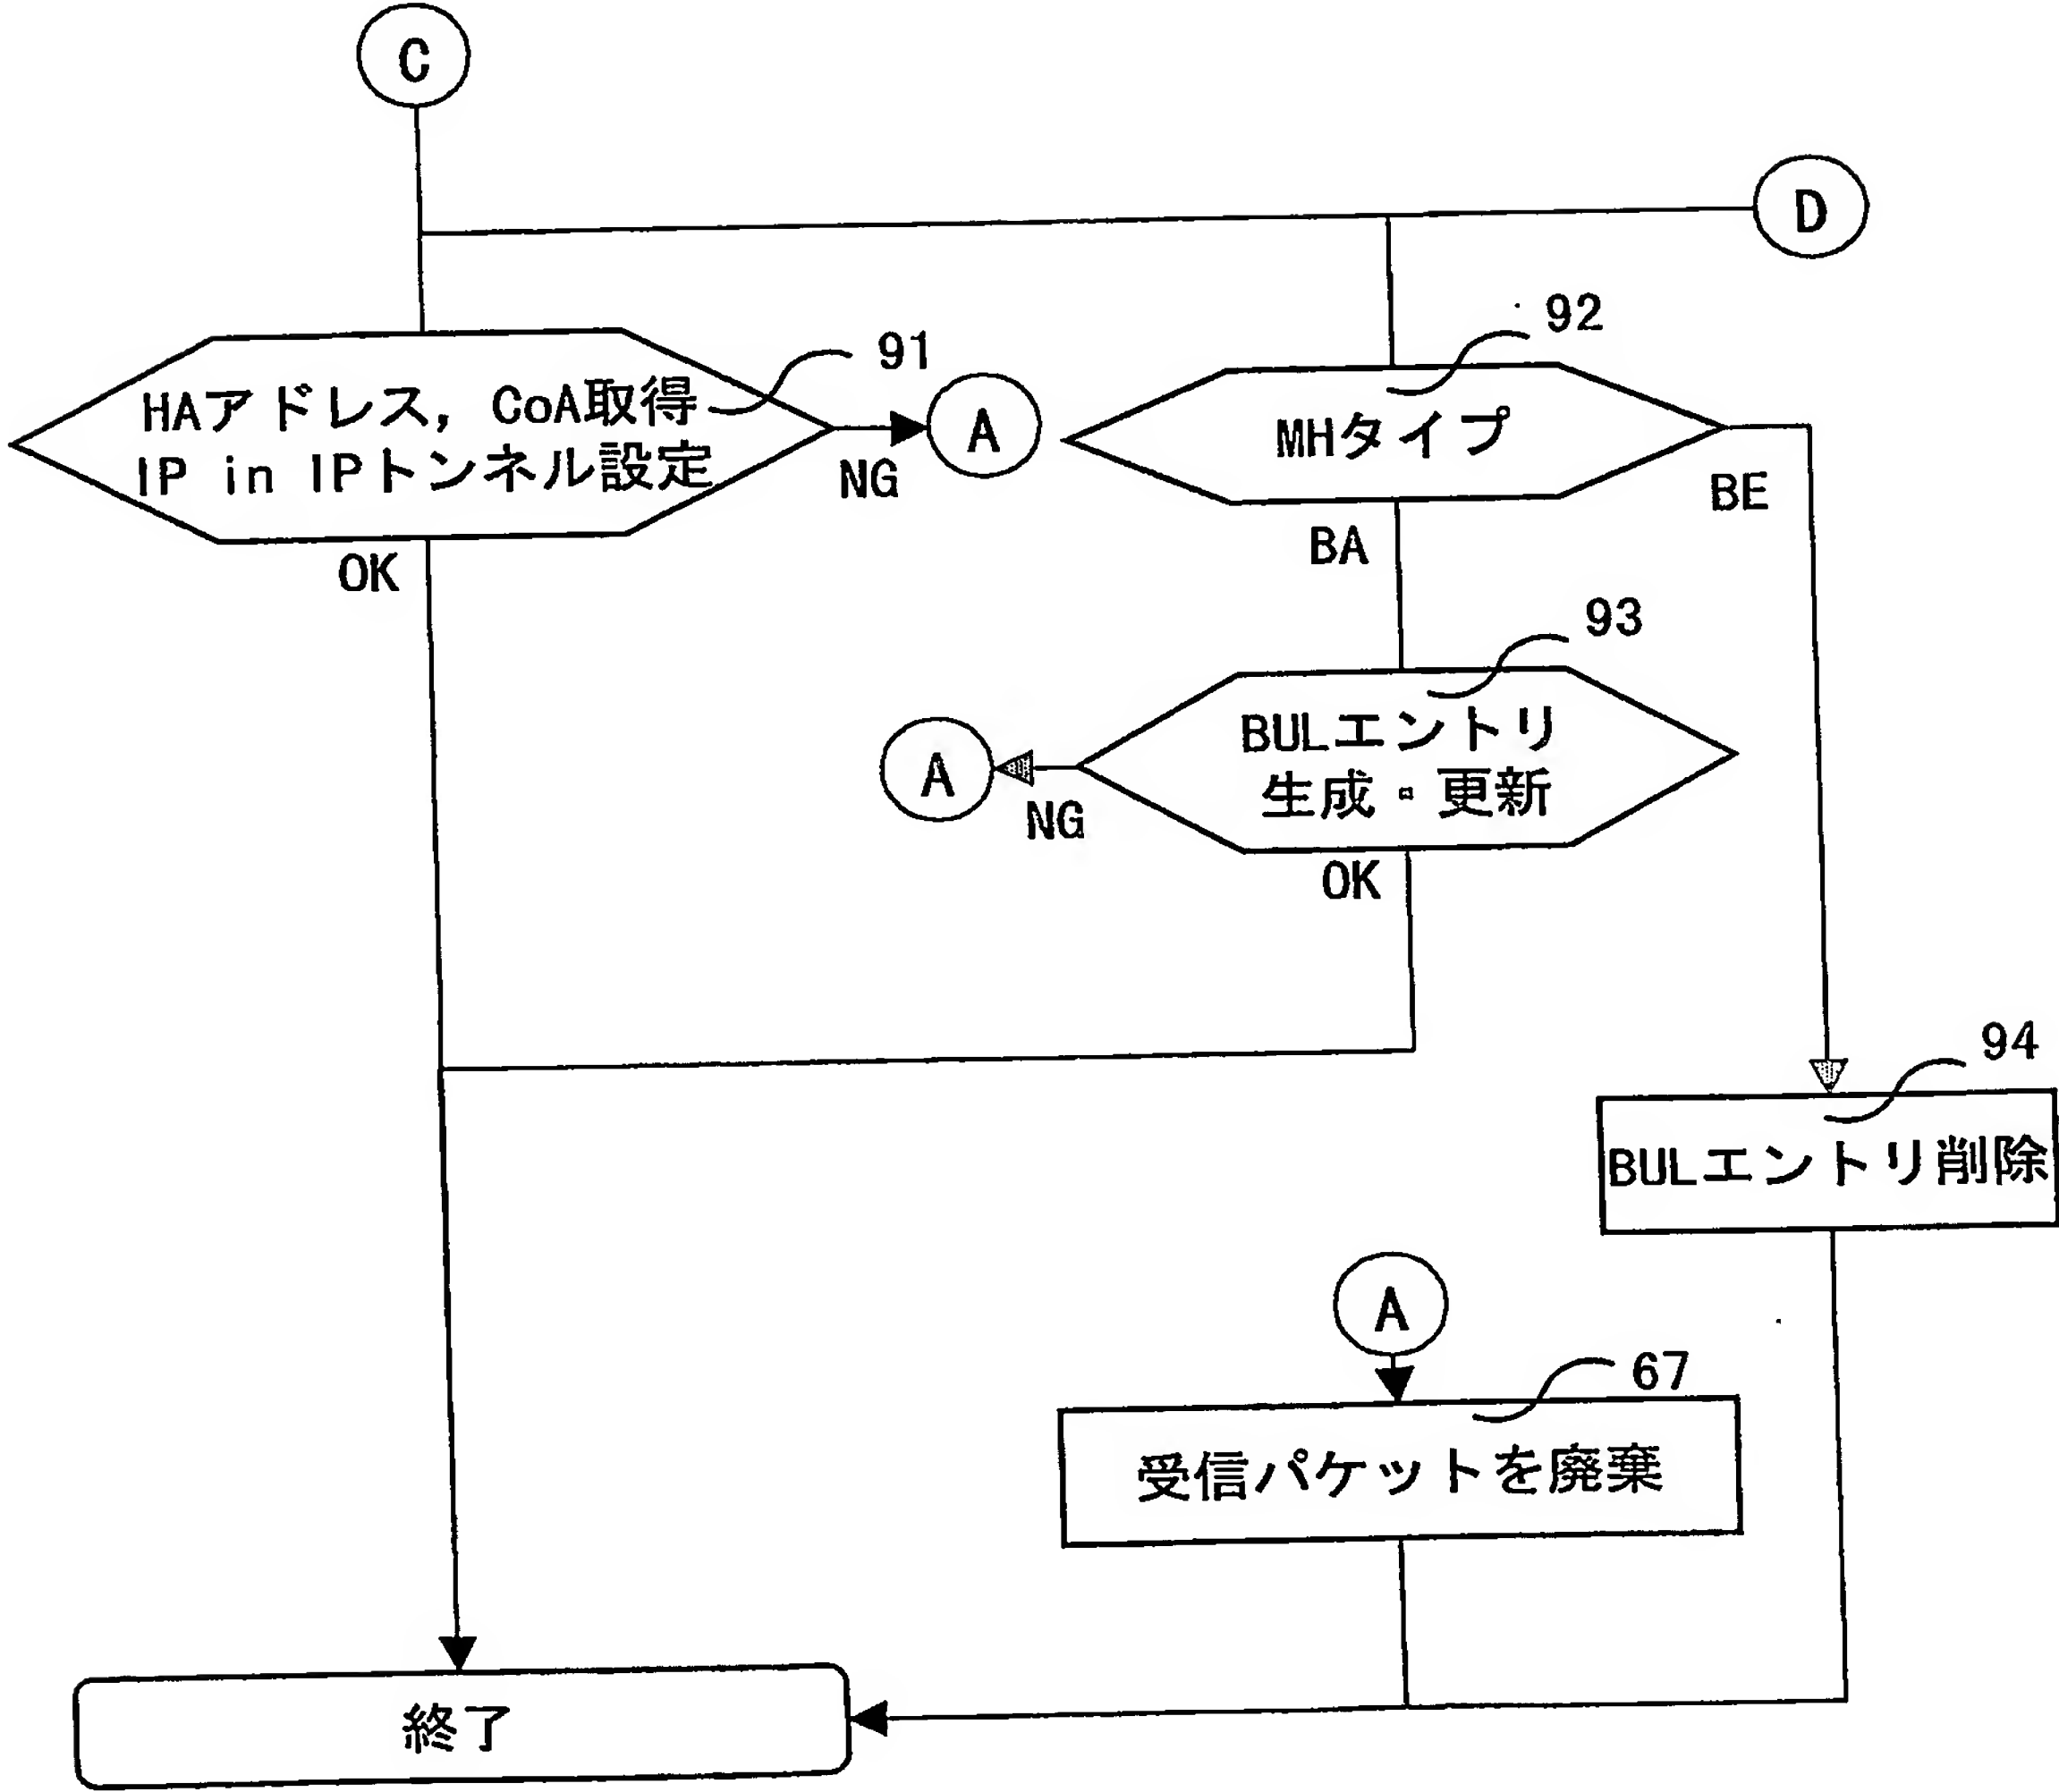 C
D
92
91
HAアドレス, CoA取得
IP in IPトンネル設定
A
NG
MHタイプ
BE
BA
OK
93
BULエントリ
生成・更新
A
NG
OK
94
BULエントリ削除
A
67
受信パケットを廃棄
終了